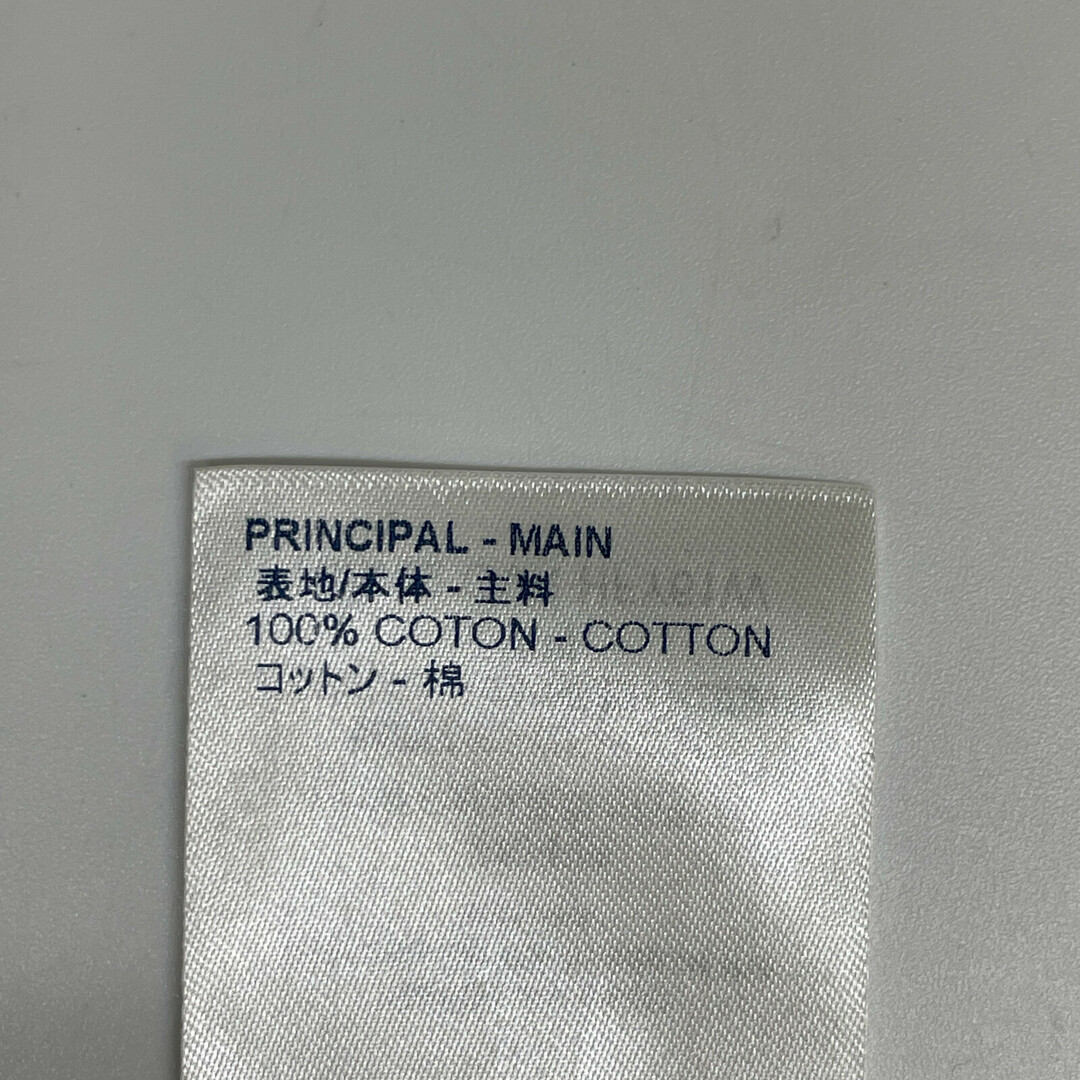 PRINCIPAL - MAIN
表地/本体 - 主料
100% COTON - COTTON
コットン - 棉